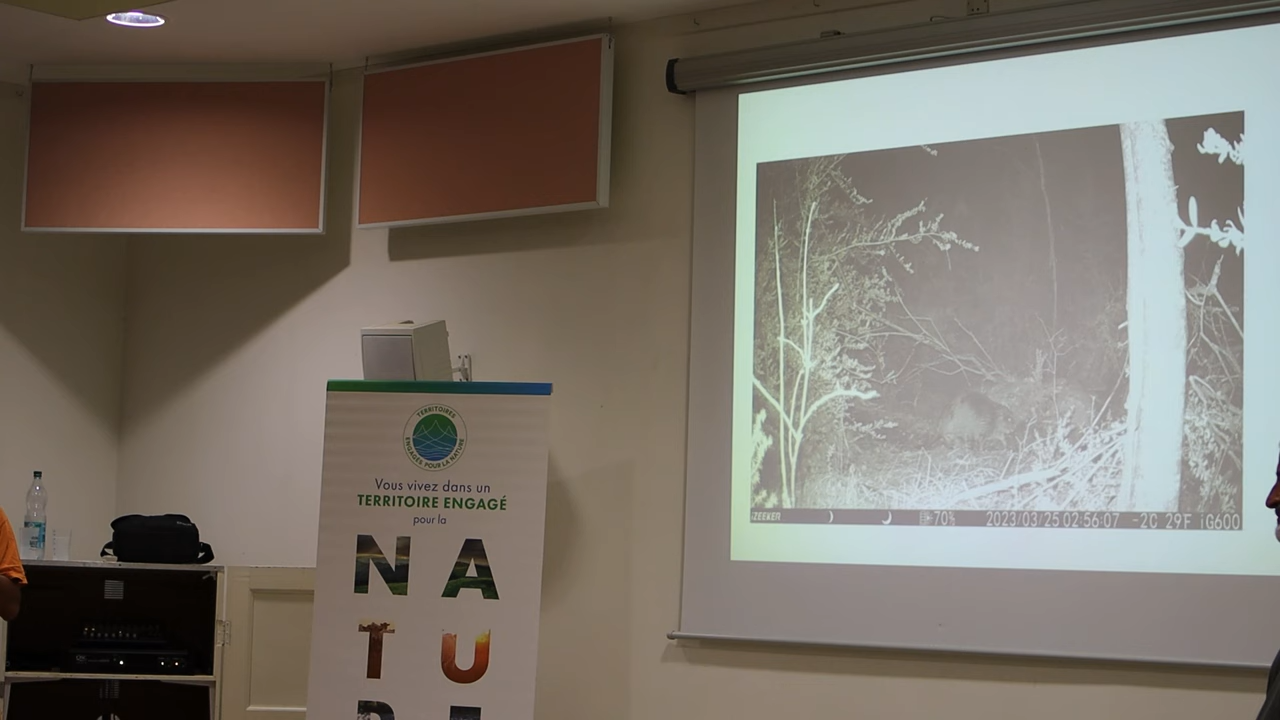 TERRITOIRES
ENGAGÉS POUR LA NATURE
Vous vivez dans un
TERRITOIRE ENGAGÉ
pour la
NA
TU
ZEEKER 70% 2023/03/25 02:56:07 -2C 29F iG600